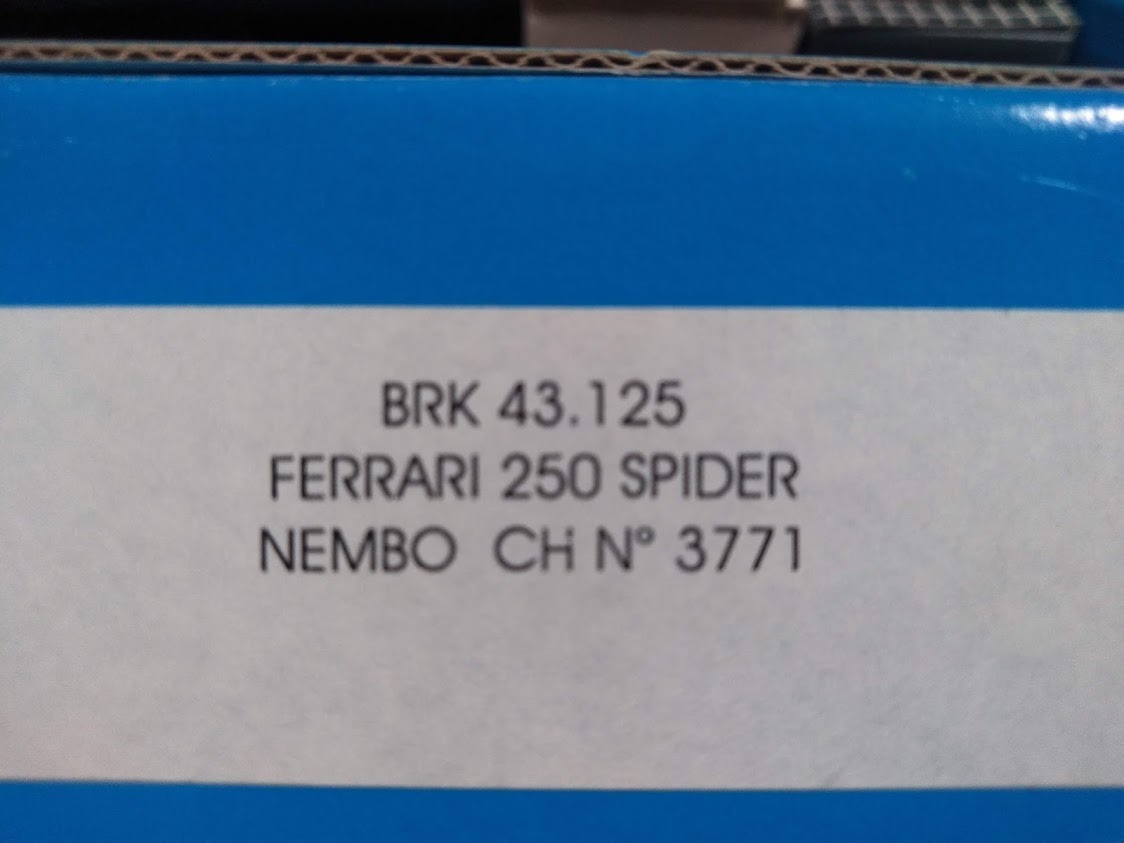 BRK 43.125
FERRARI 250 SPIDER
NEMBO CH N° 3771